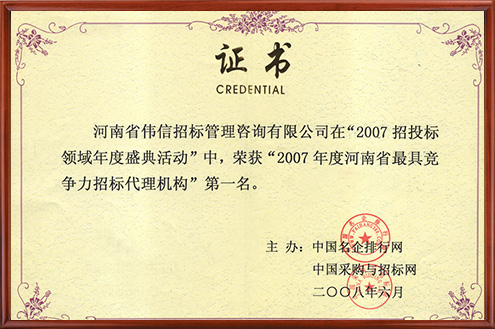 证书
CREDENTIAL
河南省伟信招标管理咨询有限公司在“2007招投标
领域年度盛典活动”中，荣获“2007年度河南省最具竞
争力招标代理机构”第一名。
主 办：中国名企排行网
中国采购与招标网
二〇〇八年六月